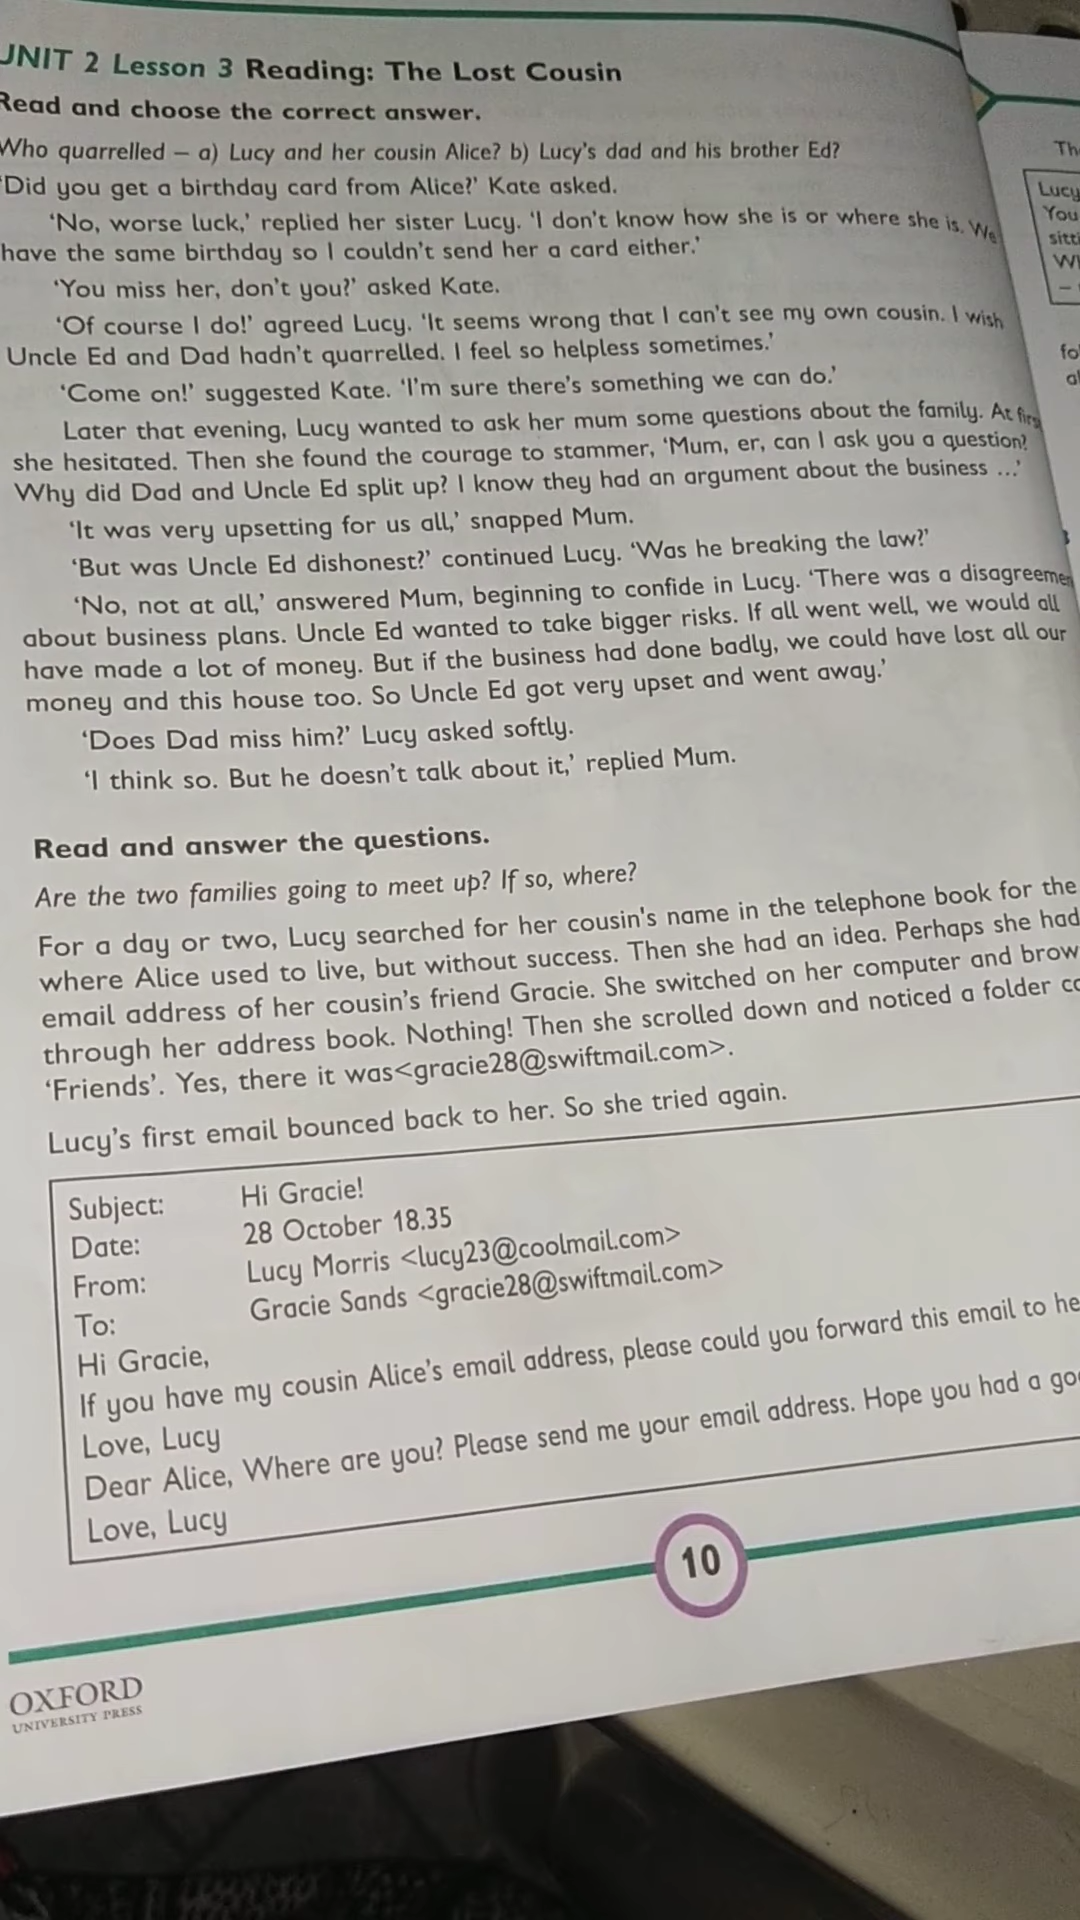 UNIT 2 Lesson 3 Reading: The Lost Cousin
Read and choose the correct answer.
Who quarrelled – a) Lucy and her cousin Alice? b) Lucy's dad and his brother Ed?
'Did you get a birthday card from Alice?' Kate asked.
'No, worse luck,' replied her sister Lucy. 'I don't know how she is or where she is. We
have the same birthday so I couldn't send her a card either.'
'You miss her, don't you?' asked Kate.
'Of course I do!' agreed Lucy. 'It seems wrong that I can't see my own cousin. I wish
Uncle Ed and Dad hadn't quarrelled. I feel so helpless sometimes.'
'Come on!' suggested Kate. 'I'm sure there's something we can do.'
Later that evening, Lucy wanted to ask her mum some questions about the family. At first
she hesitated. Then she found the courage to stammer, 'Mum, er, can I ask you a question?
Why did Dad and Uncle Ed split up? I know they had an argument about the business ...'
'It was very upsetting for us all,' snapped Mum.
'But was Uncle Ed dishonest?' continued Lucy. 'Was he breaking the law?'
'No, not at all,' answered Mum, beginning to confide in Lucy. 'There was a disagreemen
about business plans. Uncle Ed wanted to take bigger risks. If all went well, we would all
have made a lot of money. But if the business had done badly, we could have lost all our
money and this house too. So Uncle Ed got very upset and went away.'
'Does Dad miss him?' Lucy asked softly.
'I think so. But he doesn't talk about it,' replied Mum.
Read and answer the questions.
Are the two families going to meet up? If so, where?
For a day or two, Lucy searched for her cousin's name in the telephone book for the
where Alice used to live, but without success. Then she had an idea. Perhaps she had
email address of her cousin's friend Gracie. She switched on her computer and brow
through her address book. Nothing! Then she scrolled down and noticed a folder co
'Friends'. Yes, there it was<gracie28@swiftmail.com>.
Lucy's first email bounced back to her. So she tried again.
Subject: Hi Gracie!
Date: 28 October 18.35
From: Lucy Morris <lucy23@coolmail.com>
To: Gracie Sands <gracie28@swiftmail.com>
Hi Gracie,
If you have my cousin Alice's email address, please could you forward this email to he
Love, Lucy
Dear Alice, Where are you? Please send me your email address. Hope you had a goo
Love, Lucy
10
OXFORD
UNIVERSITY PRESS
Th
Lucy
You
sitti
Wh
fo
al